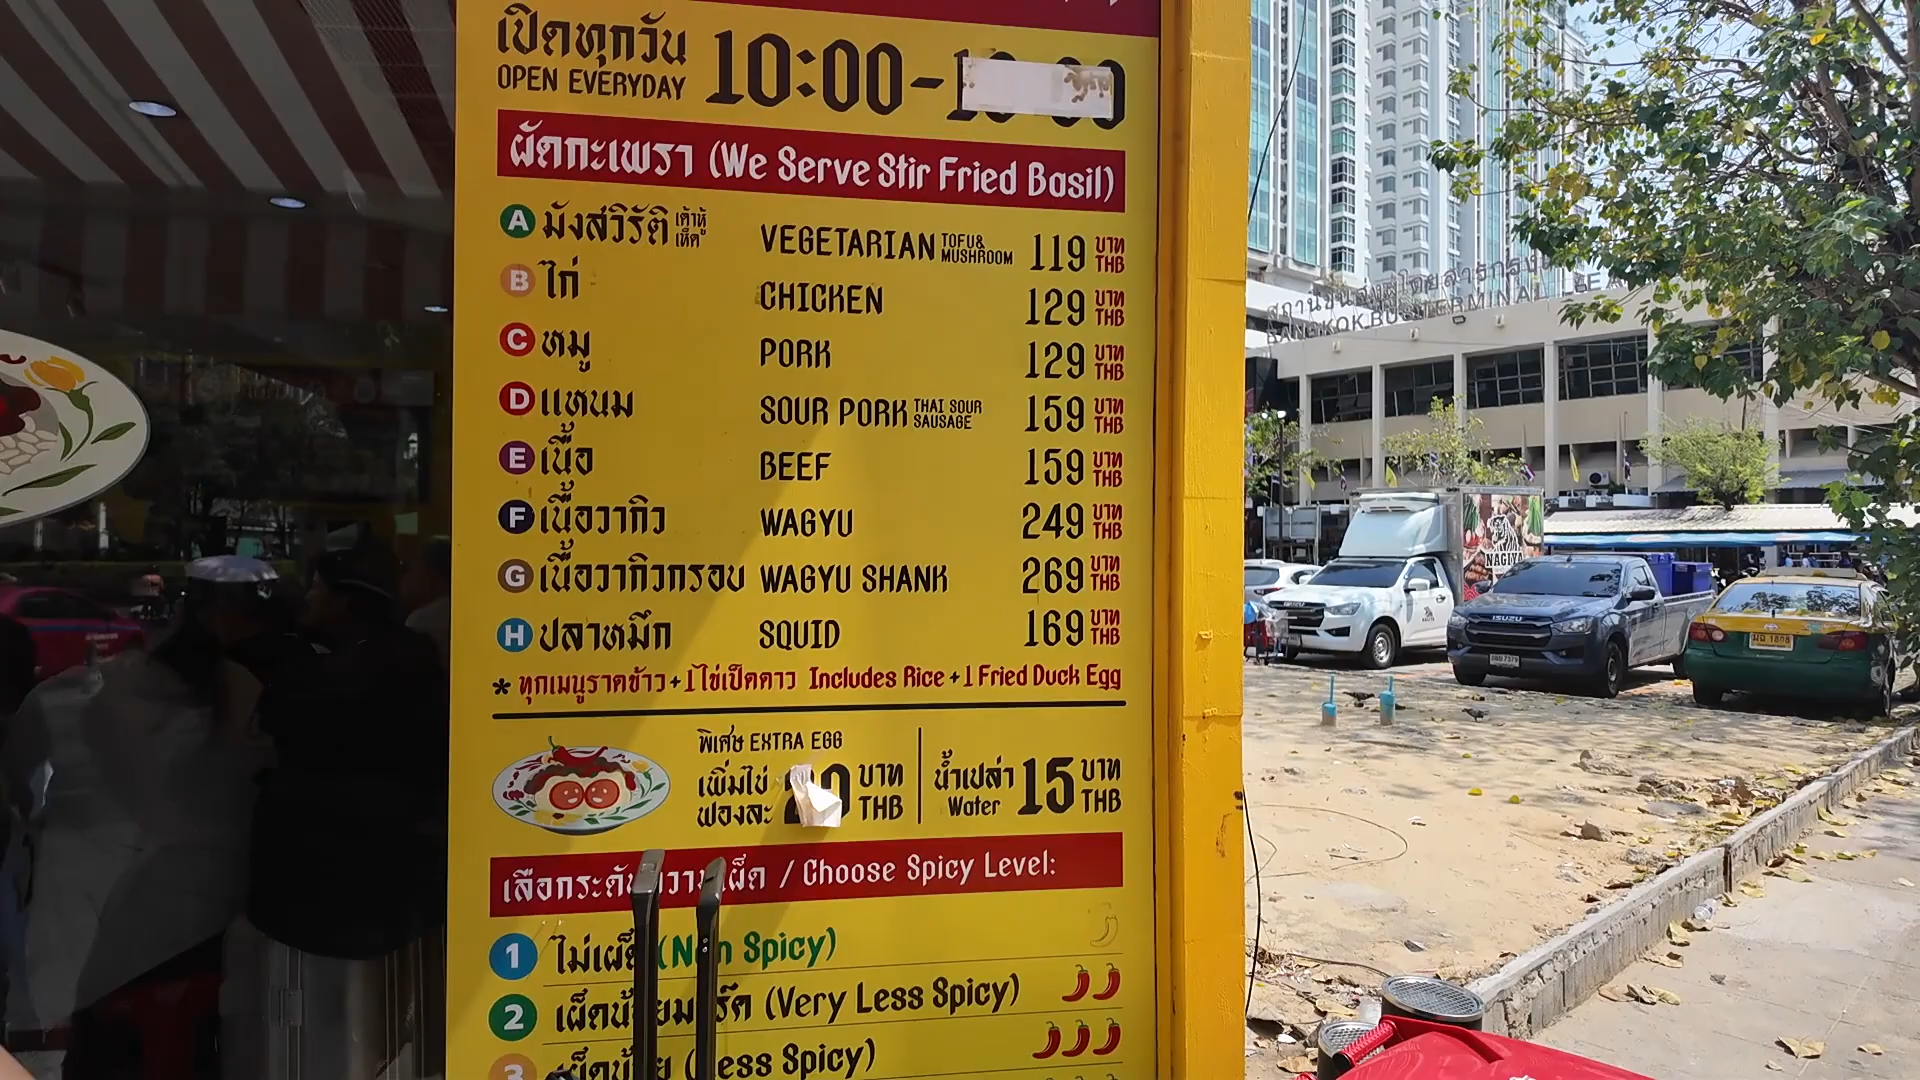 เปิดทุกวัน
OPEN EVERYDAY
10:00-
ผัดกะเพรา (We Serve Stir Fried Basil)
A มังสวิรัติ เต้าหู้ เห็ด VEGETARIAN TOFU& MUSHROOM 119 บาท THB
B ไก่ CHICKEN 129 บาท THB
C หมู PORK 129 บาท THB
D แหนม SOUR PORK THAI SOUR SAUSAGE 159 บาท THB
E เนื้อ BEEF 159 บาท THB
F เนื้อวากิว WAGYU 249 บาท THB
G เนื้อวากิวกรอบ WAGYU SHANK 269 บาท THB
H ปลาหมึก SQUID 169 บาท THB
* ทุกเมนูราดข้าว+1ไข่เป็ดดาว Includes Rice + 1 Fried Duck Egg
พิเศษ EXTRA EGG
เพิ่มไข่ ฟองละ บาท THB
น้ำเปล่า Water 15 บาท THB
/ Choose Spicy Level:
1 Spicy)
2 (Very Less Spicy)
3 Spicy)
BANGKOK BUS TERMINAL
NAGIYA
ISUZU